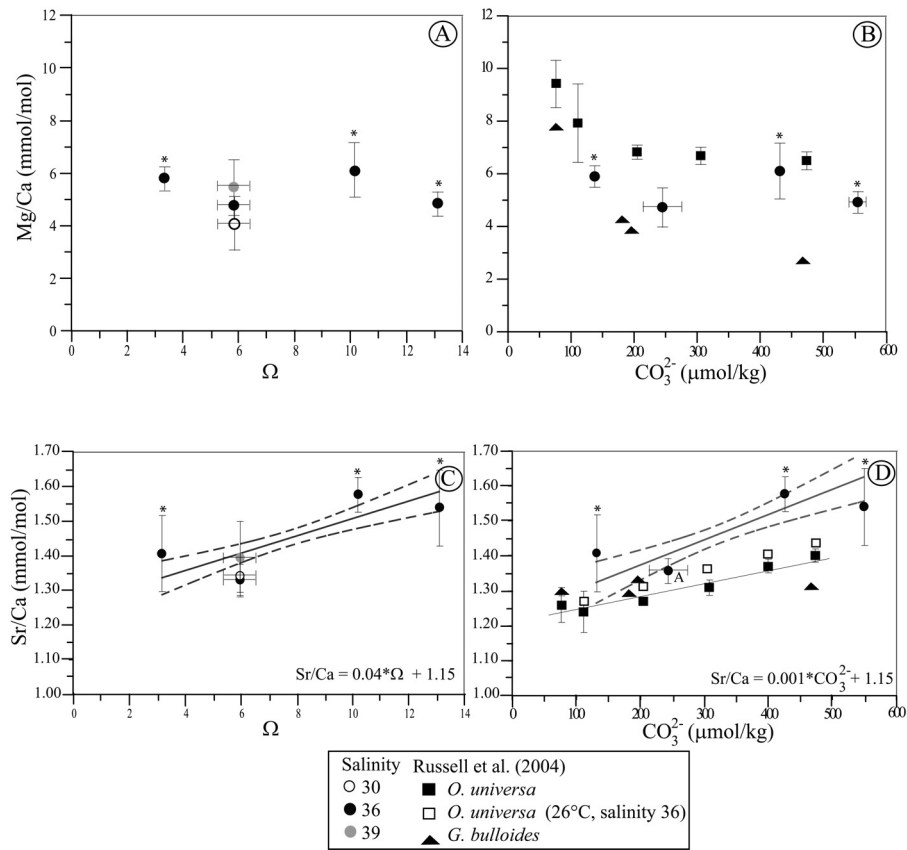 A
B
Mg/Ca (mmol/mol)
12
10
8
6
4
2
0
* * *
0 2 4 6 8 10 12 14
Ω
12
10
8
6
4
2
0
* * *
0 100 200 300 400 500 600
CO₃²⁻ (μmol/kg)
C
D
Sr/Ca (mmol/mol)
1.70
1.60
1.50
1.40
1.30
1.20
1.10
1.00
* * *
Sr/Ca = 0.04*Ω + 1.15
0 2 4 6 8 10 12 14
Ω
1.70
1.60
1.50
1.40
1.30
1.20
1.10
1.00
* * *
A
Sr/Ca = 0.001*CO₃²⁻ + 1.15
0 100 200 300 400 500 600
CO₃²⁻ (μmol/kg)
Salinity
30
36
39
Russell et al. (2004)
O. universa
O. universa (26°C, salinity 36)
G. bulloides